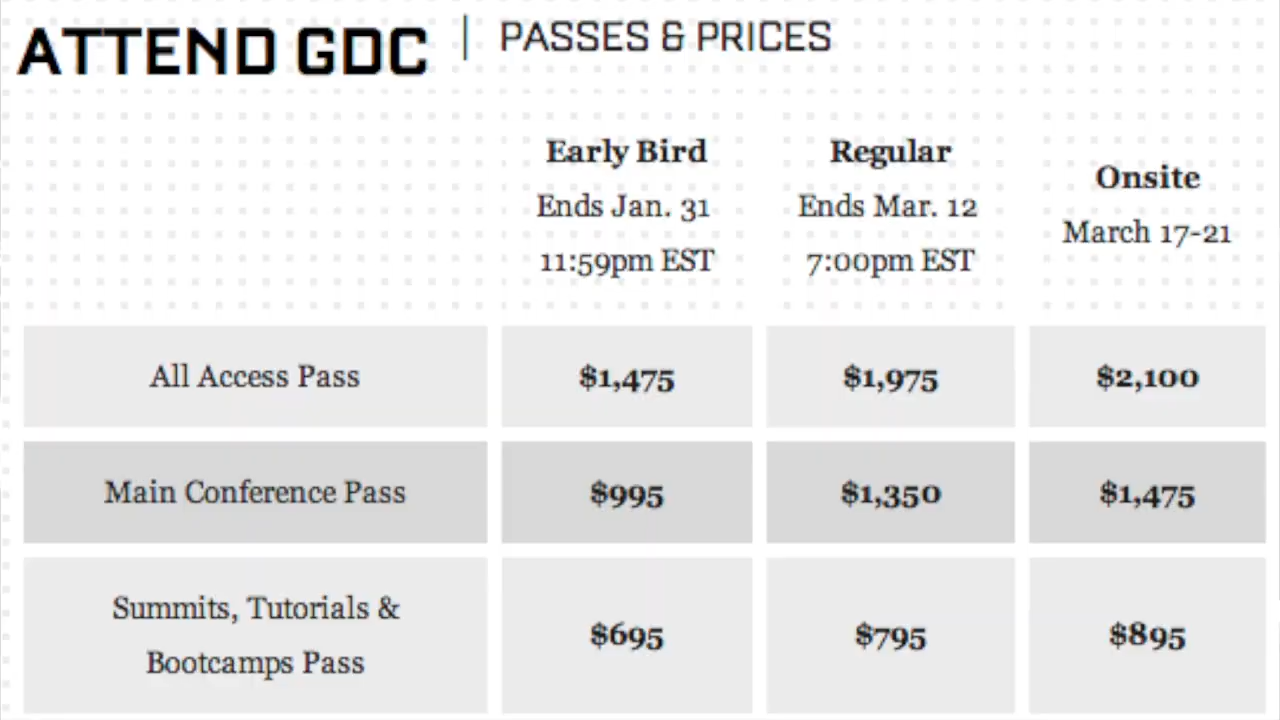 ATTEND GDC | PASSES & PRICES
Early Bird
Ends Jan. 31
11:59pm EST
Regular
Ends Mar. 12
7:00pm EST
Onsite
March 17-21
All Access Pass $1,475 $1,975 $2,100
Main Conference Pass $995 $1,350 $1,475
Summits, Tutorials &
Bootcamps Pass
$695 $795 $895